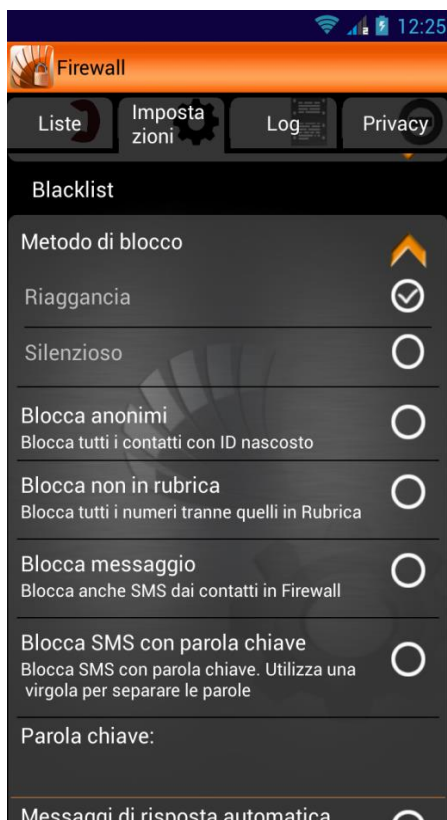 12:25
Firewall
Liste
Imposta
zioni
Log
Privacy
Blacklist
Metodo di blocco
Riaggancia
Silenzioso
Blocca anonimi
Blocca tutti i contatti con ID nascosto
Blocca non in rubrica
Blocca tutti i numeri tranne quelli in Rubrica
Blocca messaggio
Blocca anche SMS dai contatti in Firewall
Blocca SMS con parola chiave
Blocca SMS con parola chiave. Utilizza una
virgola per separare le parole
Parola chiave:
Messaggi di risposta automatica